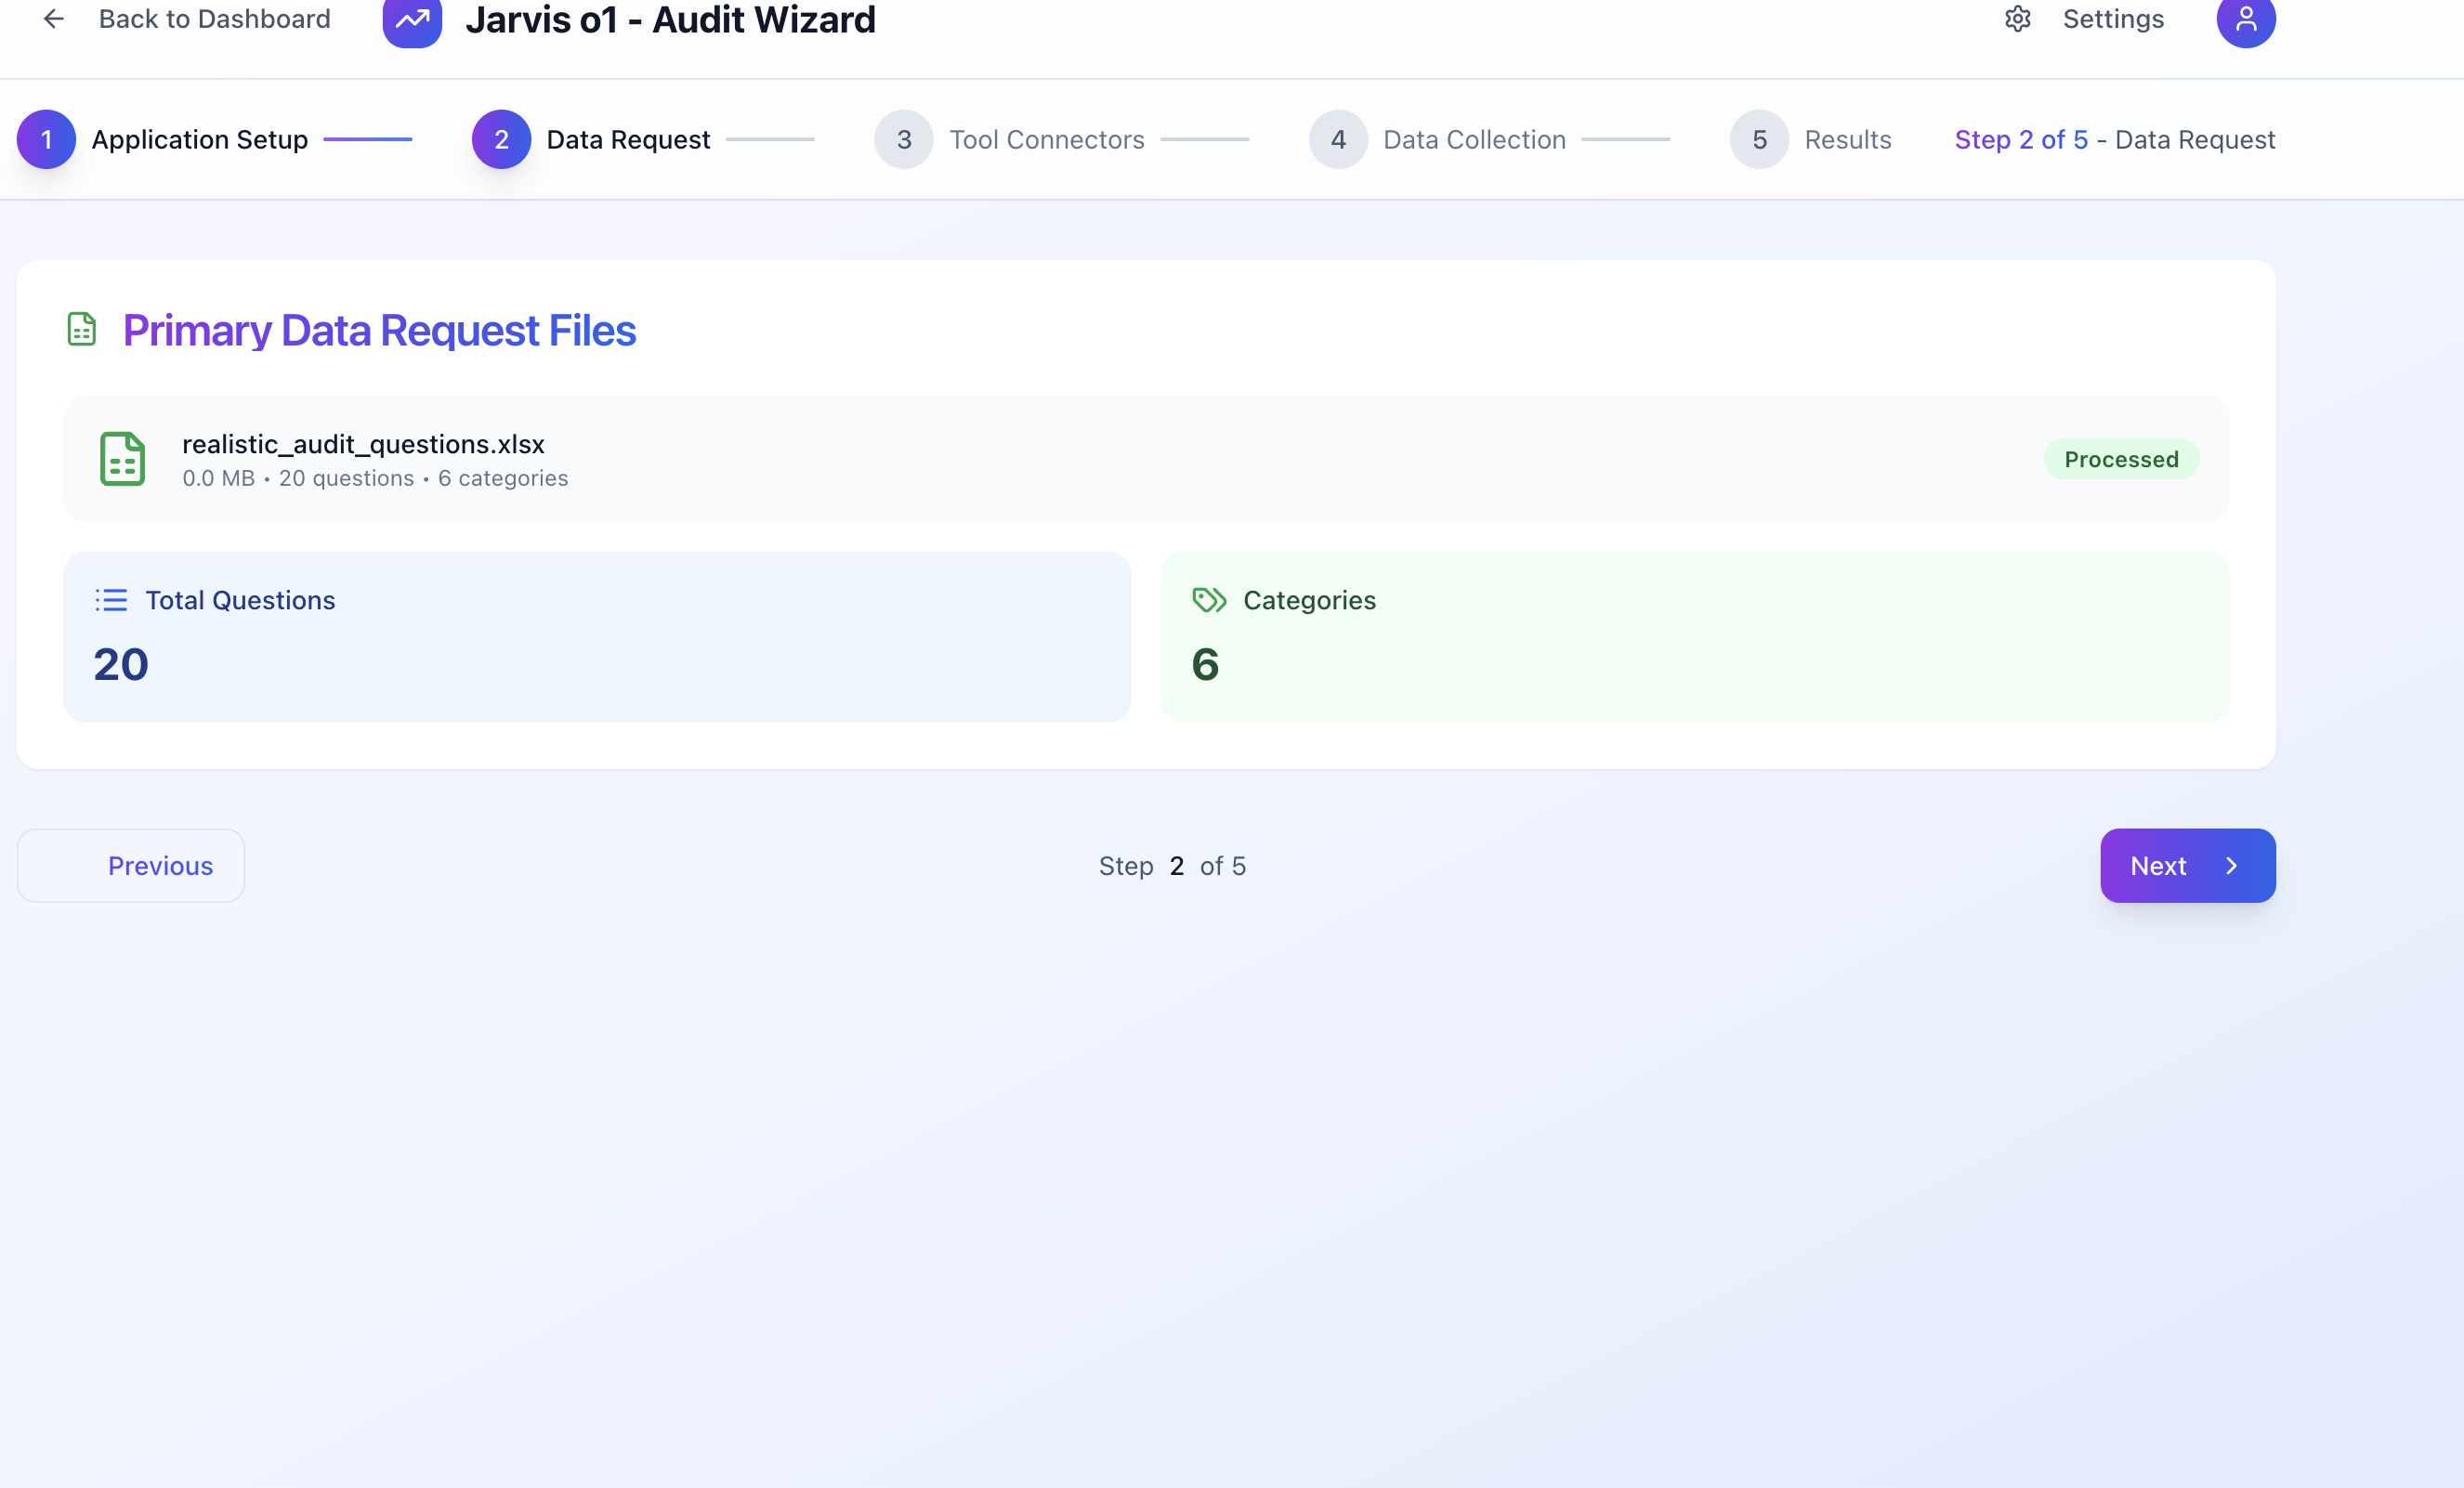 Back to Dashboard
Jarvis o1 - Audit Wizard
Settings
1 Application Setup
2 Data Request
3 Tool Connectors
4 Data Collection
5 Results
Step 2 of 5 - Data Request
Primary Data Request Files
realistic_audit_questions.xlsx
0.0 MB • 20 questions • 6 categories
Processed
Total Questions
20
Categories
6
Previous
Step 2 of 5
Next